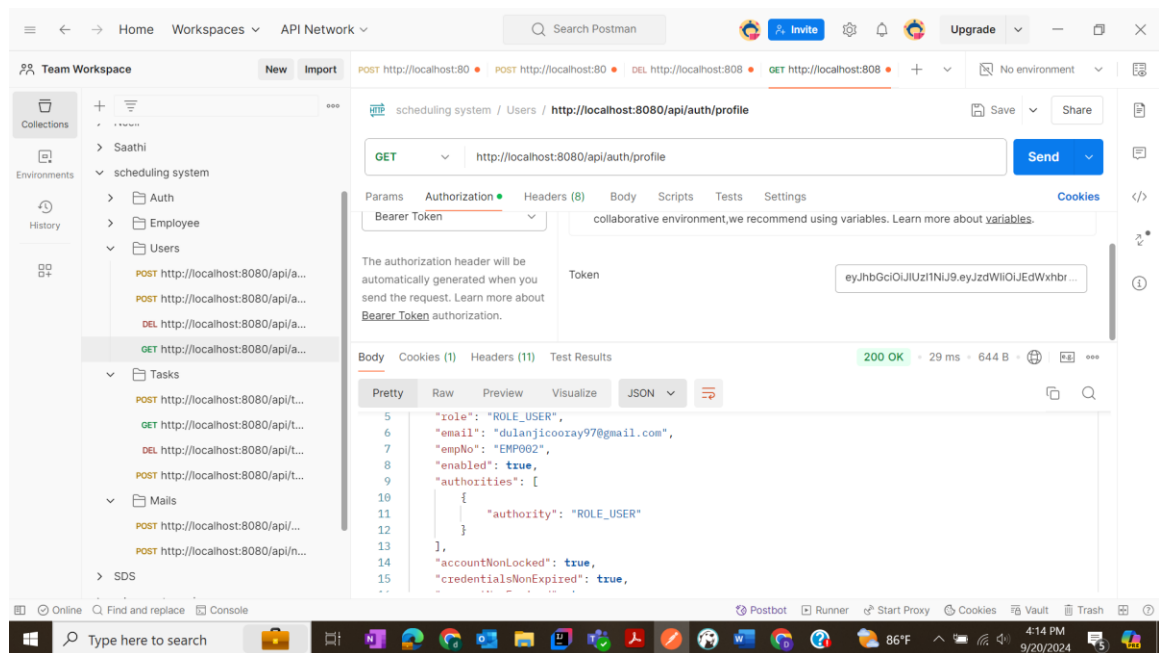 Home Workspaces API Network Search Postman Invite Upgrade
Team Workspace New Import POST http://localhost:80 POST http://localhost:80 DEL http://localhost:808 GET http://localhost:808 No environment
Collections
Environments
History
Saathi
scheduling system
Auth
Employee
Users
POST http://localhost:8080/api/a...
POST http://localhost:8080/api/a...
DEL http://localhost:8080/api/a...
GET http://localhost:8080/api/a...
Tasks
POST http://localhost:8080/api/t...
GET http://localhost:8080/api/t...
DEL http://localhost:8080/api/t...
POST http://localhost:8080/api/t...
Mails
POST http://localhost:8080/api/...
POST http://localhost:8080/api/n...
SDS
HTTP scheduling system / Users / http://localhost:8080/api/auth/profile Save Share
GET http://localhost:8080/api/auth/profile Send
Params Authorization Headers (8) Body Scripts Tests Settings Cookies
Bearer Token
collaborative environment,we recommend using variables. Learn more about variables.
The authorization header will be
automatically generated when you
send the request. Learn more about
Bearer Token authorization.
Token
Body Cookies (1) Headers (11) Test Results 200 OK 29 ms 644 B e.g.
Pretty Raw Preview Visualize JSON
5 "role": "ROLE_USER",
6 "email": "dulanjicooray97@gmail.com",
7 "empNo": "EMP002",
8 "enabled": true,
9 "authorities": [
10 {
11 "authority": "ROLE_USER"
12 }
13 ],
14 "accountNonLocked": true,
15 "credentialsNonExpired": true,
Online Find and replace Console Postbot Runner Start Proxy Cookies Vault Trash
Type here to search 86°F 4:14 PM
9/20/2024